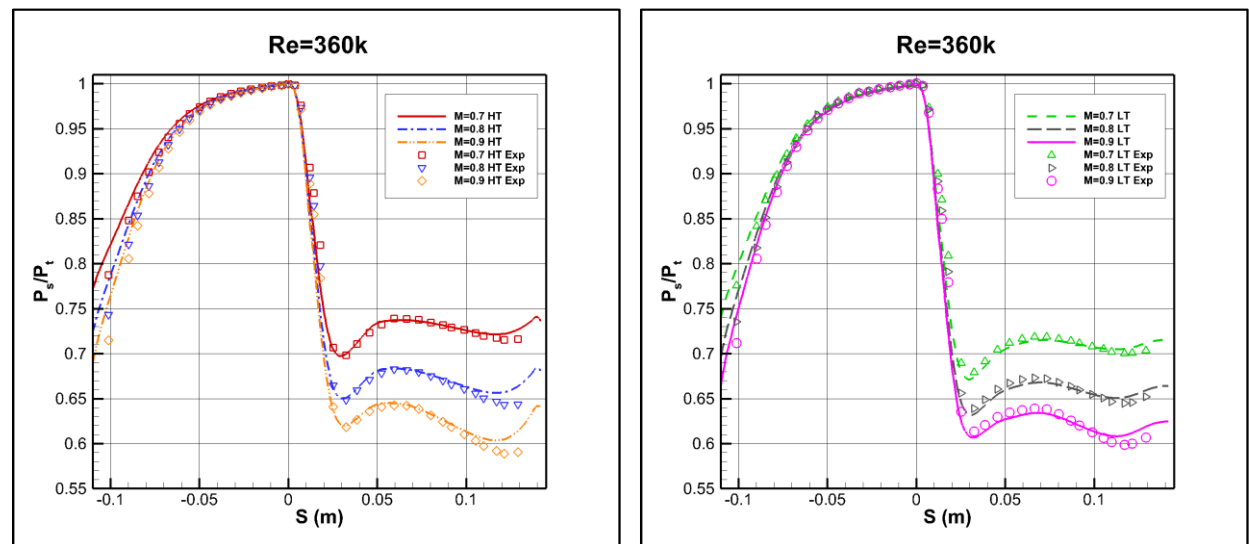 Re=360k
1
0.95
0.9
0.85
0.8
0.75
0.7
0.65
0.6
0.55
Ps/Pt
M=0.7 HT
M=0.8 HT
M=0.9 HT
M=0.7 HT Exp
M=0.8 HT Exp
M=0.9 HT Exp
-0.1
-0.05
0
0.05
0.1
S (m)
Re=360k
1
0.95
0.9
0.85
0.8
0.75
0.7
0.65
0.6
0.55
Ps/Pt
M=0.7 LT
M=0.8 LT
M=0.9 LT
M=0.7 LT Exp
M=0.8 LT Exp
M=0.9 LT Exp
-0.1
-0.05
0
0.05
0.1
S (m)